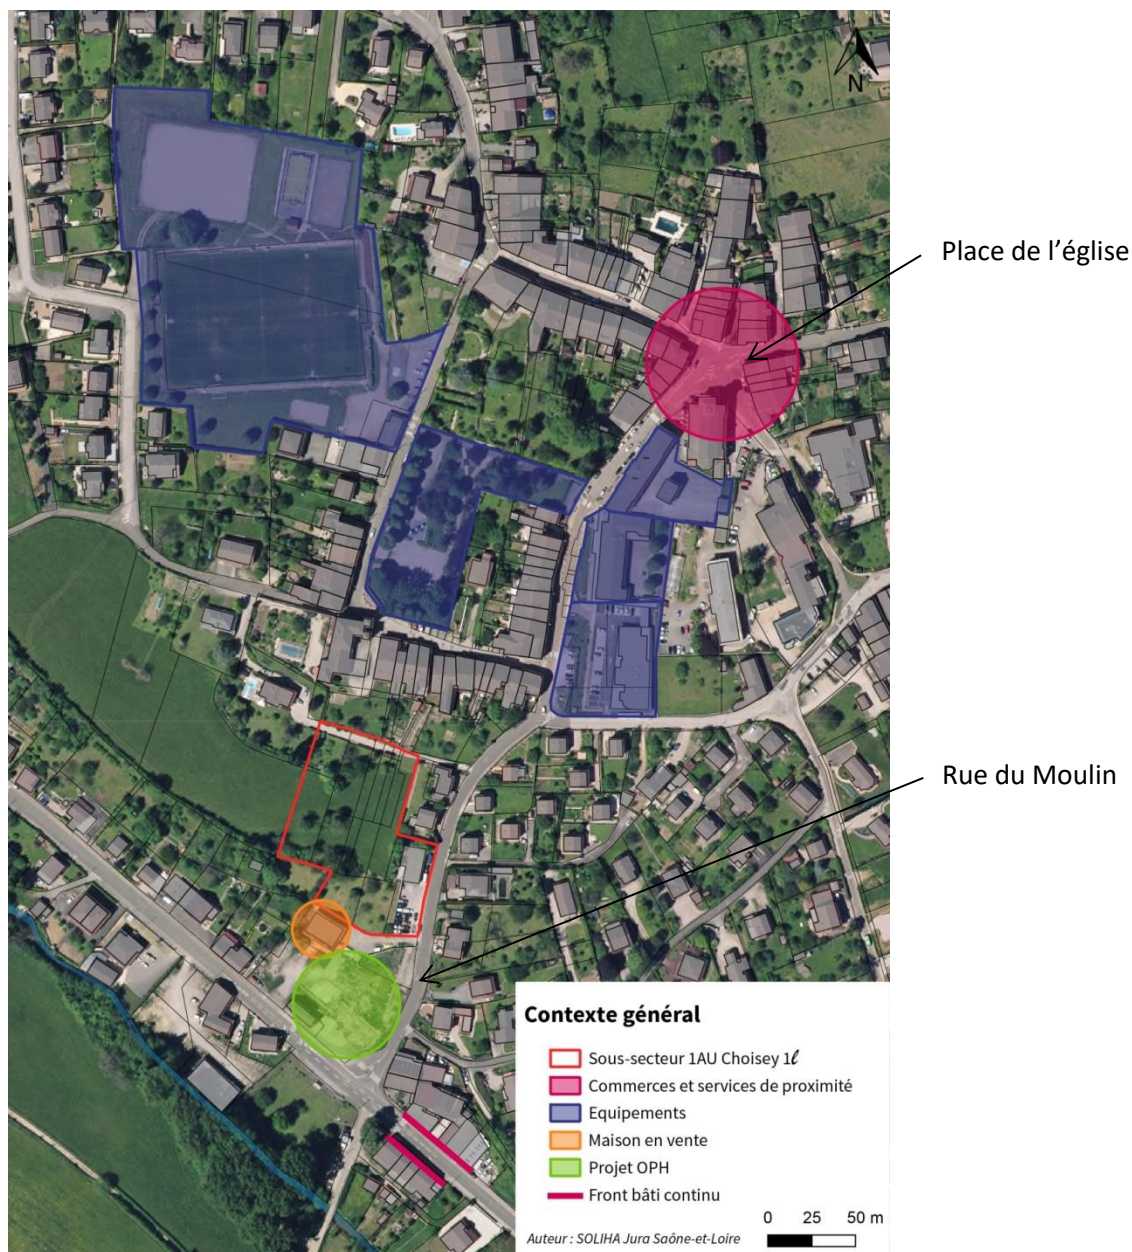 N
Place de l’église
Rue du Moulin
Contexte général
Sous-secteur 1AU Choisey 1ℓ
Commerces et services de proximité
Equipements
Maison en vente
Projet OPH
Front bâti continu
0 25 50 m
Auteur : SOLIHA Jura Saône-et-Loire